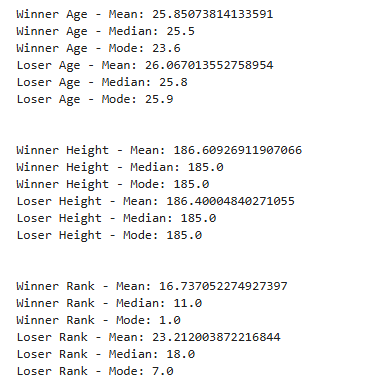 Winner Age - Mean: 25.85073814133591
Winner Age - Median: 25.5
Winner Age - Mode: 23.6
Loser Age - Mean: 26.067013552758954
Loser Age - Median: 25.8
Loser Age - Mode: 25.9
Winner Height - Mean: 186.60926911907066
Winner Height - Median: 185.0
Winner Height - Mode: 185.0
Loser Height - Mean: 186.40004840271055
Loser Height - Median: 185.0
Loser Height - Mode: 185.0
Winner Rank - Mean: 16.737052274927397
Winner Rank - Median: 11.0
Winner Rank - Mode: 1.0
Loser Rank - Mean: 23.212003872216844
Loser Rank - Median: 18.0
Loser Rank - Mode: 7.0